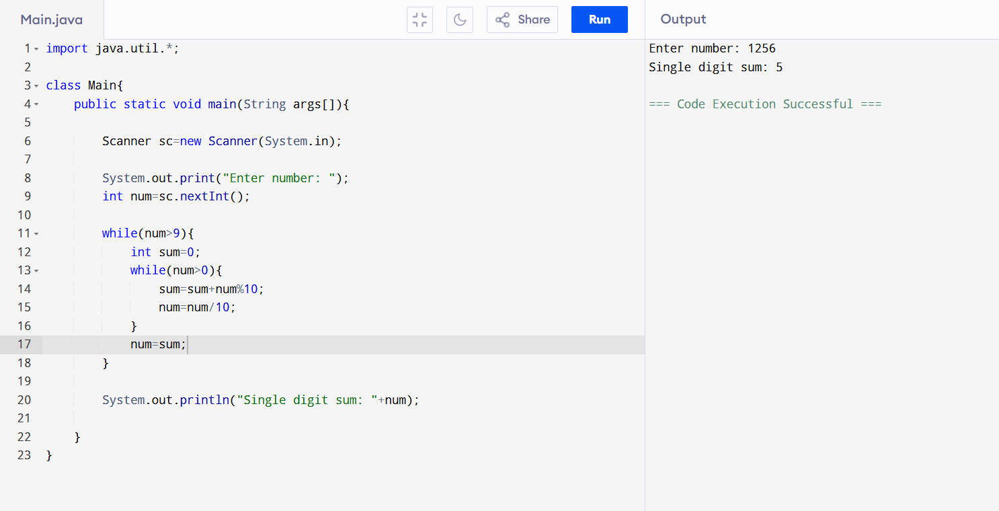 Main.java
Share
Run
Output
1 import java.util.*;
2
3 class Main{
4 public static void main(String args[]){
5
6 Scanner sc=new Scanner(System.in);
7
8 System.out.print("Enter number: ");
9 int num=sc.nextInt();
10
11 while(num>9){
12 int sum=0;
13 while(num>0){
14 sum=sum+num%10;
15 num=num/10;
16 }
17 num=sum;
18 }
19
20 System.out.println("Single digit sum: "+num);
21
22 }
23 }
Enter number: 1256
Single digit sum: 5
=== Code Execution Successful ===